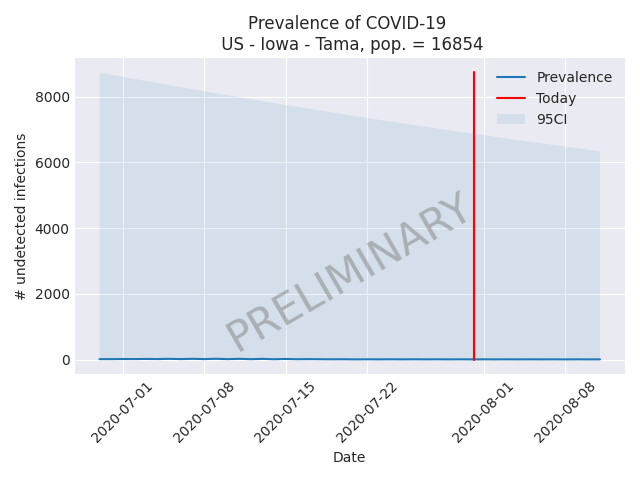 Prevalence of COVID-19
US - Iowa - Tama, pop. = 16854
Prevalence
Today
95CI
8000
6000
4000
2000
0
# undetected infections
PRELIMINARY
2020-07-01
2020-07-08
2020-07-15
2020-07-22
2020-08-01
2020-08-08
Date